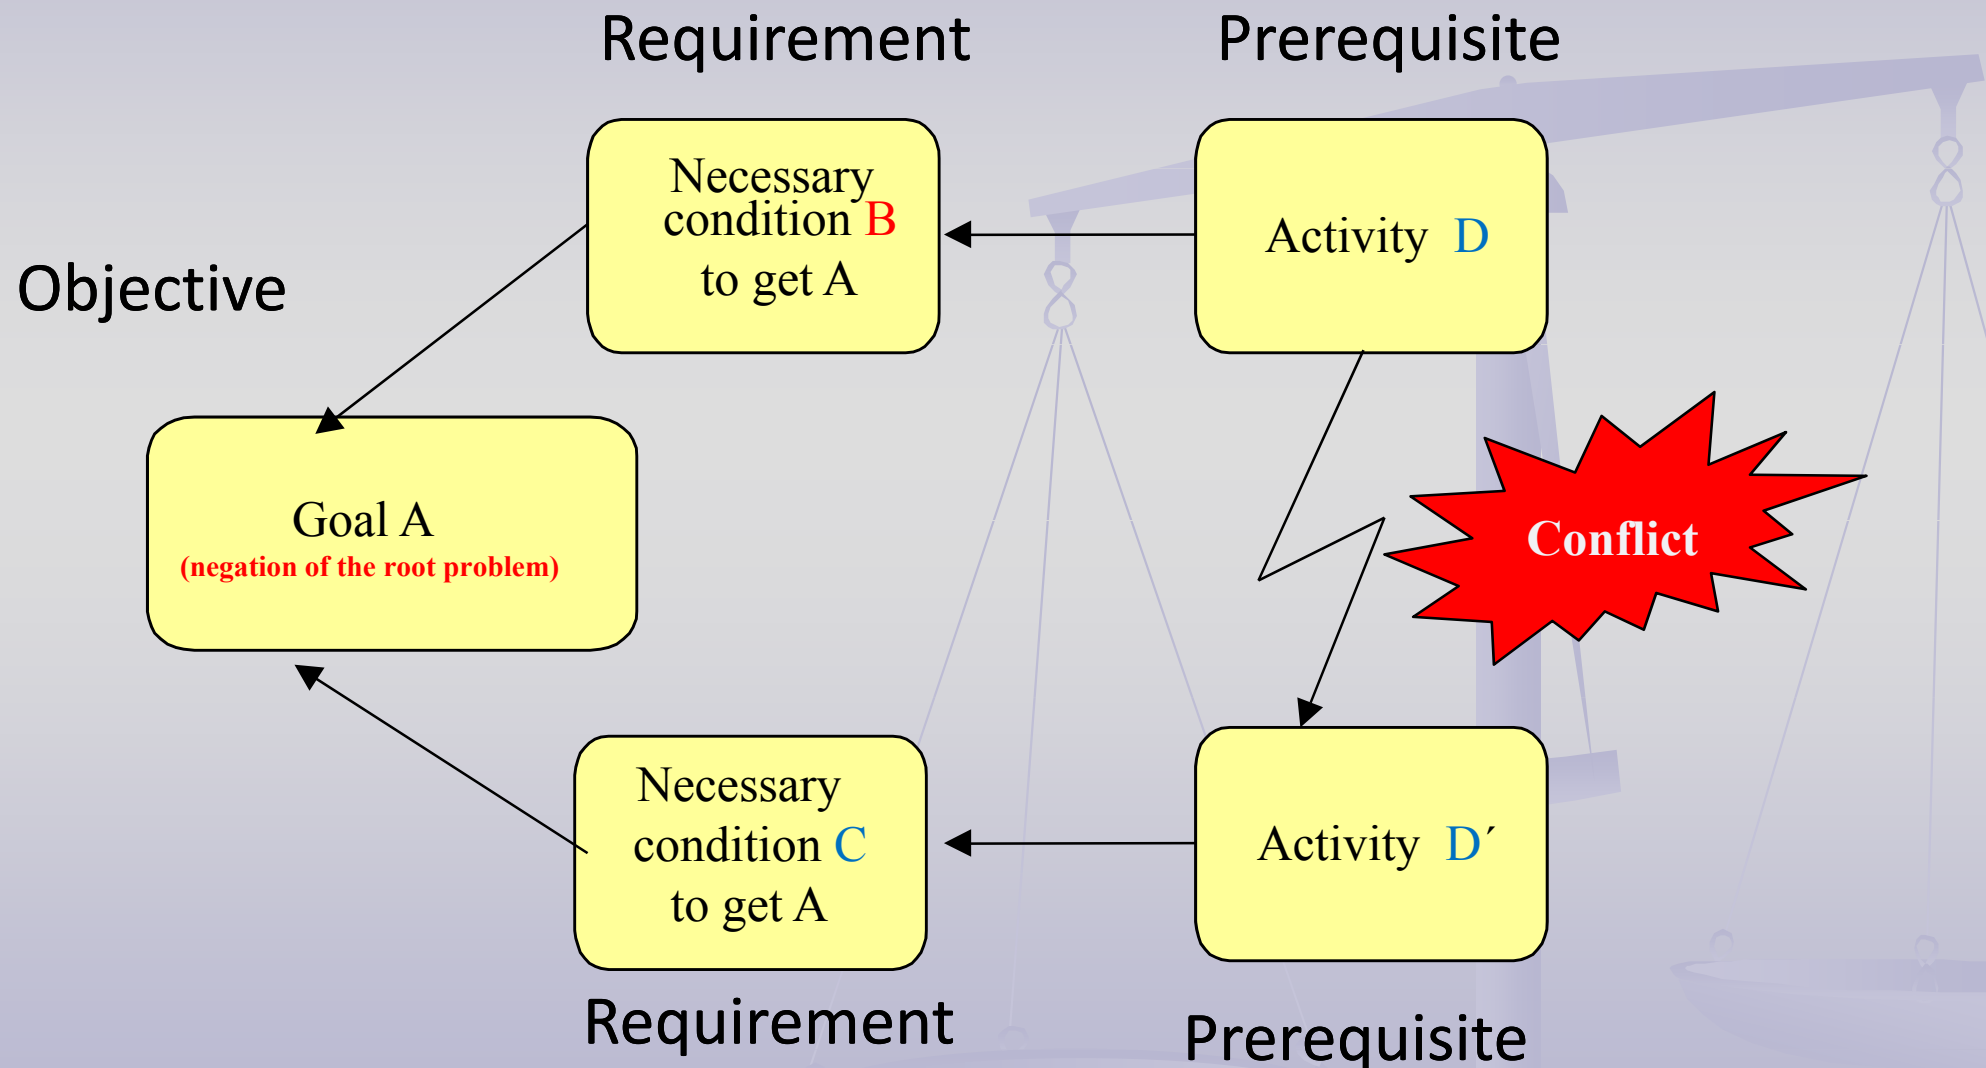 Requirement
Prerequisite
Necessary
condition B
to get A
Activity D
Objective
Goal A
(negation of the root problem)
Conflict
Necessary
condition C
to get A
Activity D´
Requirement
Prerequisite